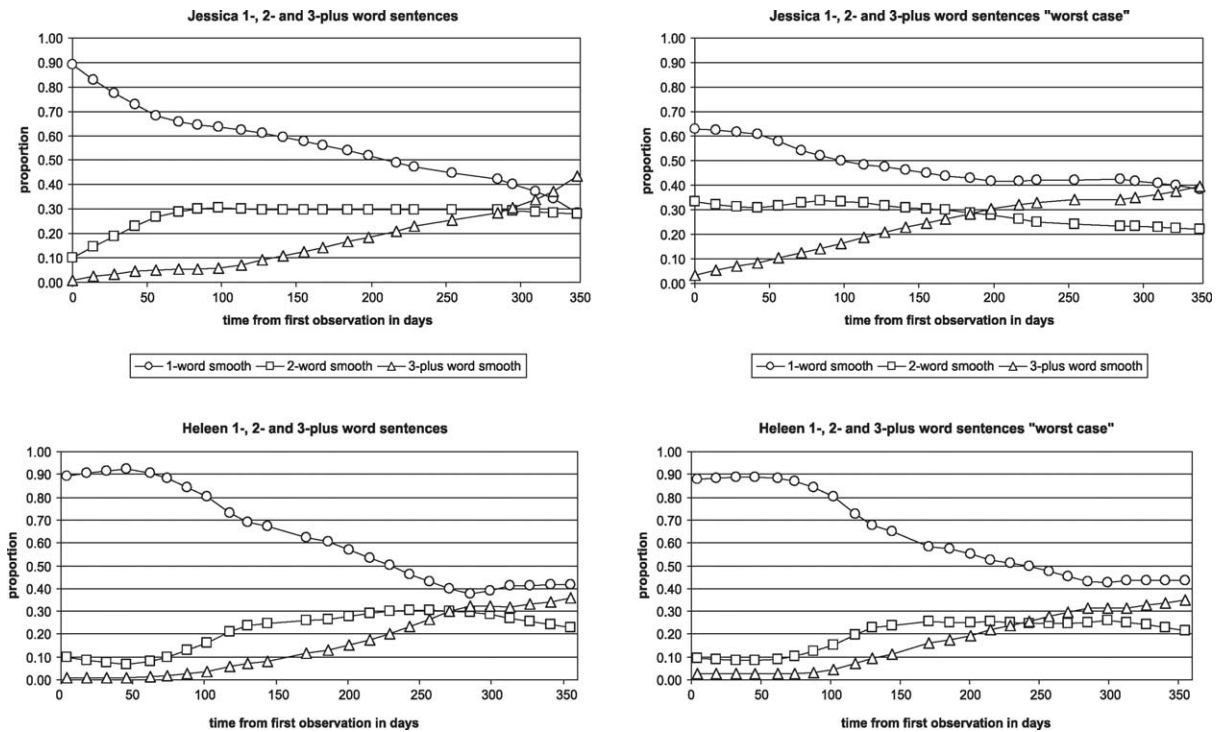 Jessica 1-, 2- and 3-plus word sentences
1.00
0.90
0.80
0.70
0.60
0.50
0.40
0.30
0.20
0.10
0.00
proportion
0 50 100 150 200 250 300 350
time from first observation in days
1-word smooth 2-word smooth 3-plus word smooth
Jessica 1-, 2- and 3-plus word sentences "worst case"
1.00
0.90
0.80
0.70
0.60
0.50
0.40
0.30
0.20
0.10
0.00
proportion
0 50 100 150 200 250 300 350
time from first observation in days
1-word smooth 2-word smooth 3-plus word smooth
Heleen 1-, 2- and 3-plus word sentences
1.00
0.90
0.80
0.70
0.60
0.50
0.40
0.30
0.20
0.10
0.00
proportion
0 50 100 150 200 250 300 350
time from first observation in days
Heleen 1-, 2- and 3-plus word sentences "worst case"
1.00
0.90
0.80
0.70
0.60
0.50
0.40
0.30
0.20
0.10
0.00
proportion
0 50 100 150 200 250 300 350
time from first observation in days